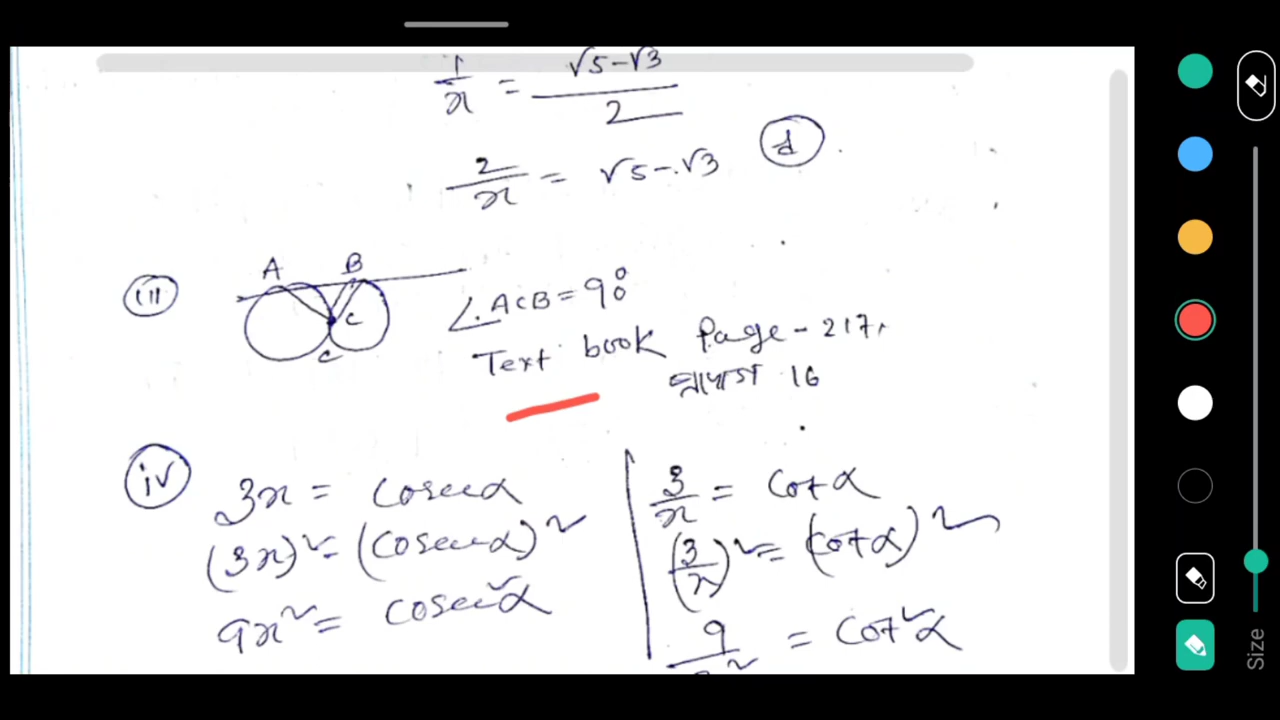 1/x = (√5-√3)/2
2/x = √5-√3 (d)
(iii) A B C C ∠ACB = 90°
Text book Page - 217,
16
(iv) 3x = cosecα
(3x)² = (cosecα)²
9x² = cosec²α
3/x = cotα
(3/x)² = (cotα)²
9/x² = cot²α
Size